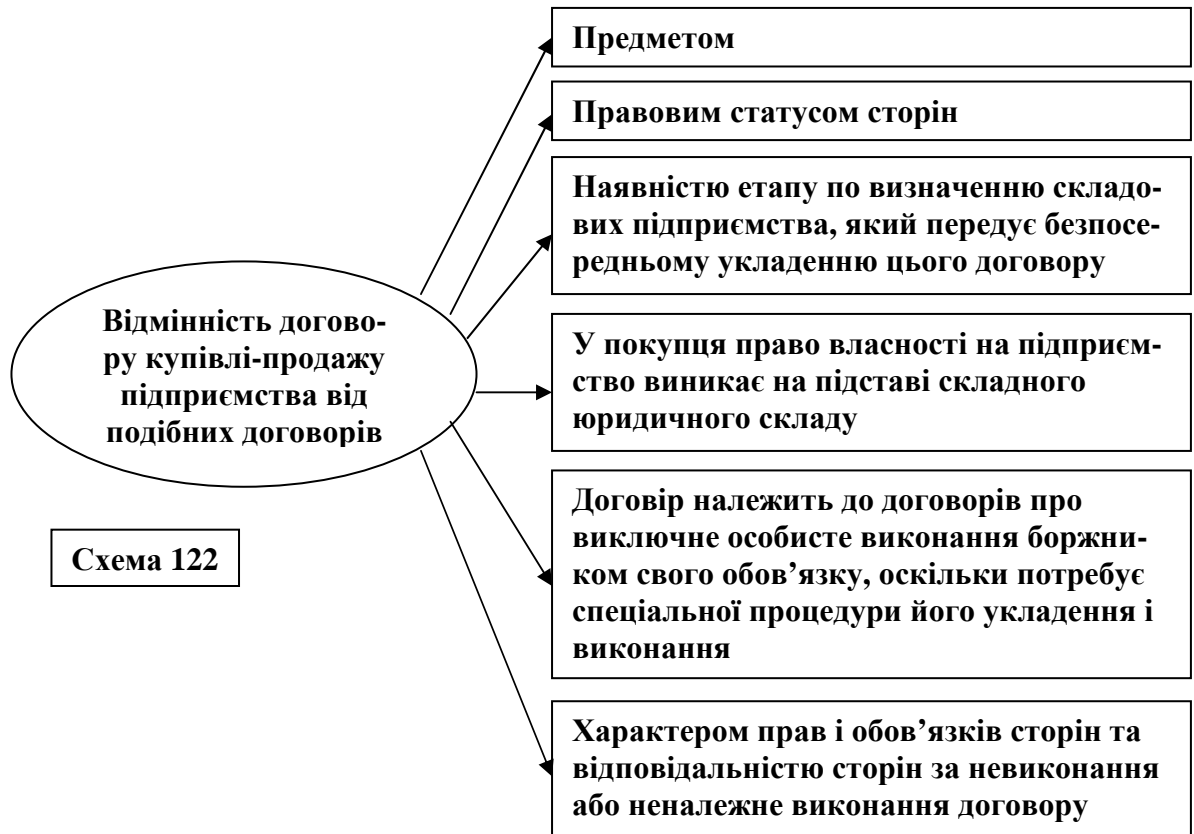 Предметом
Правовим статусом сторін
Наявністю етапу по визначенню складо-
вих підприємства, який передує безпосе-
редньому укладенню цього договору
Відмінність догово-
ру купівлі-продажу
підприємства від
подібних договорів
У покупця право власності на підприєм-
ство виникає на підставі складного
юридичного складу
Договір належить до договорів про
виключне особисте виконання боржни-
ком свого обов’язку, оскільки потребує
спеціальної процедури його укладення і
виконання
Схема 122
Характером прав і обов’язків сторін та
відповідальністю сторін за невиконання
або неналежне виконання договору